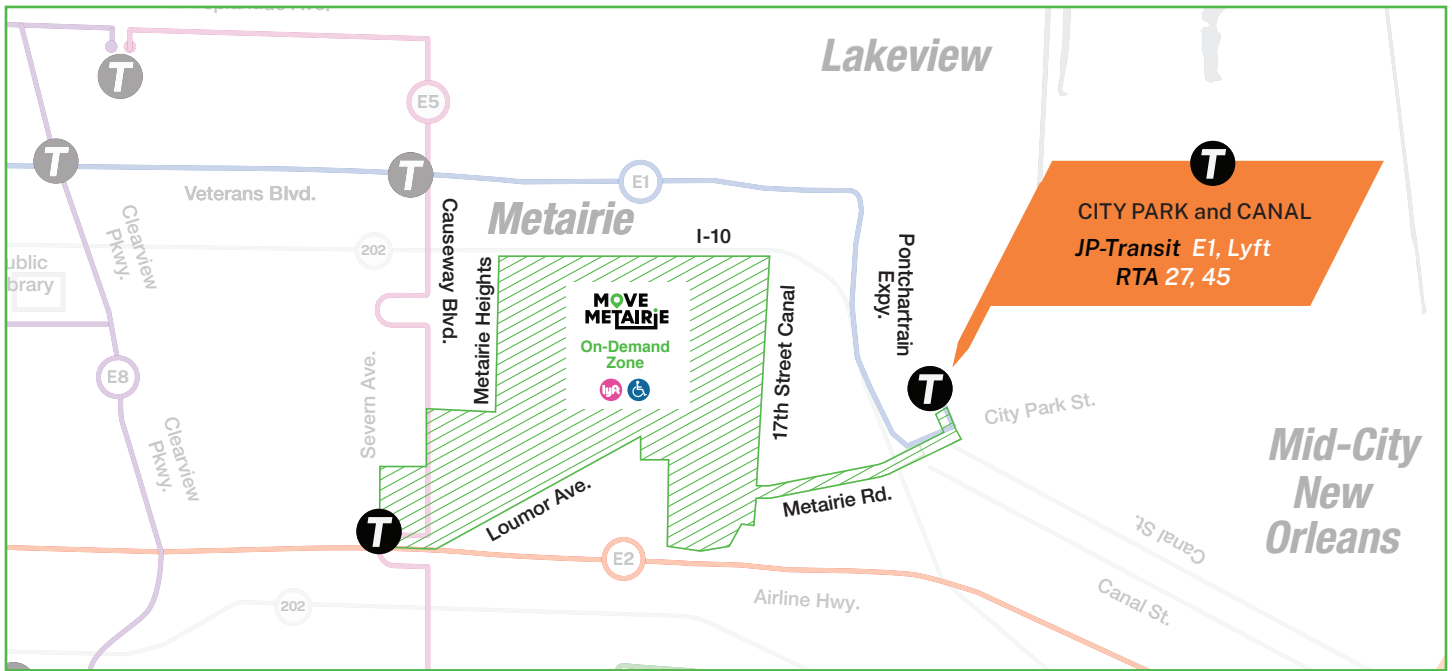 Esplanade Ave.
Lakeview
E5
T
T
T
T
E1
Veterans Blvd.
Clearview
Pkwy.
Causeway Blvd.
Metairie
I-10
202
Metairie Heights
Pontchartrain
Expy.
CITY PARK and CANAL
JP-Transit E1, Lyft
RTA 27, 45
MOVE
METAIRIE
On-Demand
Zone
lyft
17th Street Canal
Severn Ave.
E8
T
City Park St.
Clearview
Pkwy.
Mid-City
New
Orleans
T
Loumor Ave.
Metairie Rd.
E2
Canal St.
Canal St.
Airline Hwy.
202